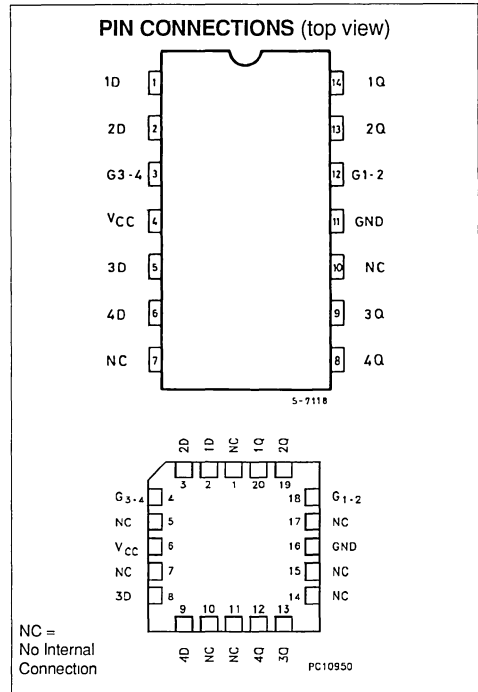 PIN CONNECTIONS (top view)
1D 1 14 1Q
2D 2 13 2Q
G3-4 3 12 G1-2
VCC 4 11 GND
3D 5 10 NC
4D 6 9 3Q
NC 7 8 4Q
S-7118
2D 1D NC 1Q 2Q
3 2 1 20 19
G3-4 4 18 G1-2
NC 5 17 NC
VCC 6 16 GND
NC 7 15 NC
3D 8 14 NC
9 10 11 12 13
4D NC NC 4Q 3Q
NC =
No Internal
Connection
PC10950